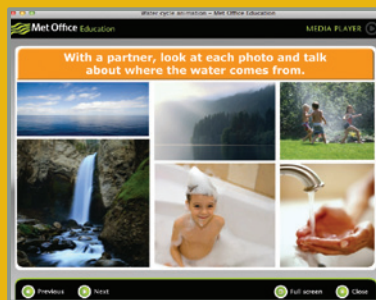 Water cycle animation – Met Office Education
Met Office Education
MEDIA PLAYER
With a partner, look at each photo and talk
about where the water comes from.
Previous
Next
Full screen
Close